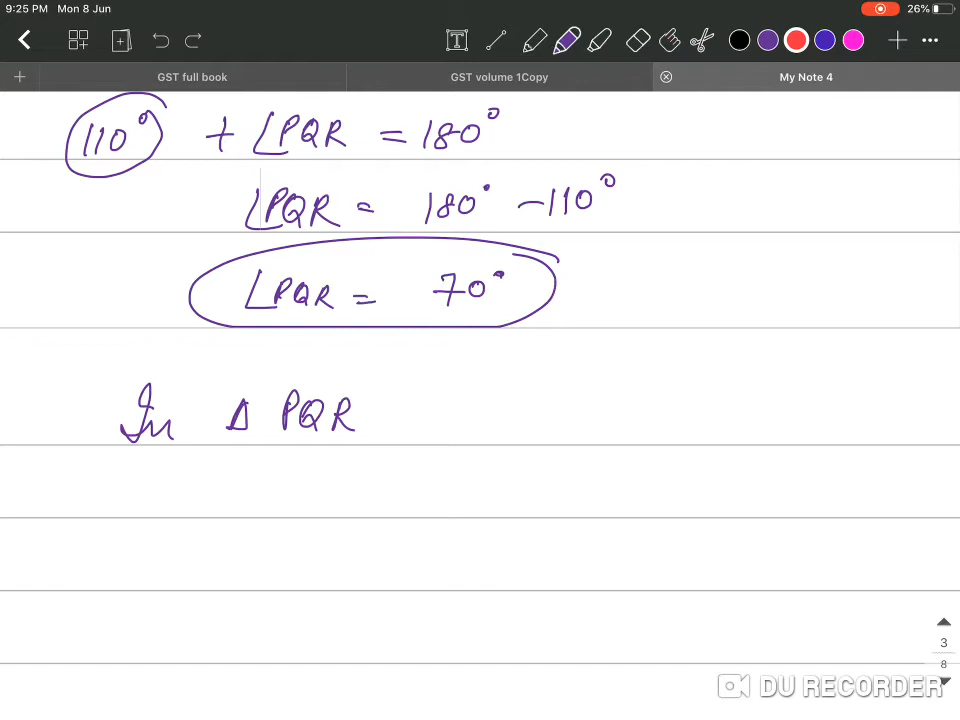 9:25 PM Mon 8 Jun 26%
GST full book GST volume 1Copy My Note 4
110° + ∠PQR = 180°
∠PQR = 180° - 110°
∠PQR = 70°
In Δ PQR
3
8
DU RECORDER